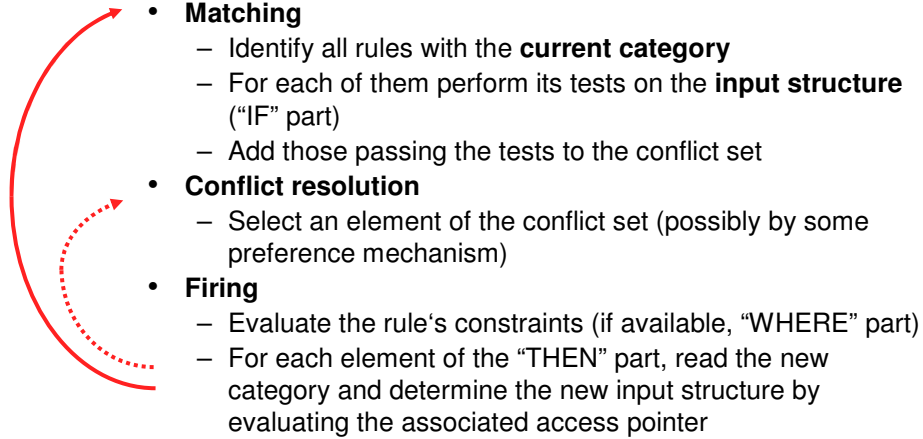 • Matching
– Identify all rules with the current category
– For each of them perform its tests on the input structure
(“IF” part)
– Add those passing the tests to the conflict set
• Conflict resolution
– Select an element of the conflict set (possibly by some
preference mechanism)
• Firing
– Evaluate the rule‘s constraints (if available, “WHERE” part)
– For each element of the “THEN” part, read the new
category and determine the new input structure by
evaluating the associated access pointer